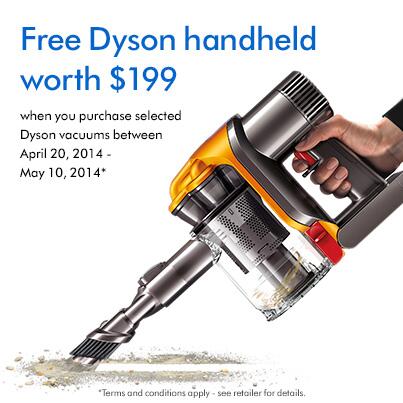 Free Dyson handheld
worth $199
when you purchase selected
Dyson vacuums between
April 20, 2014 -
May 10, 2014*
*Terms and conditions apply - see retailer for details.